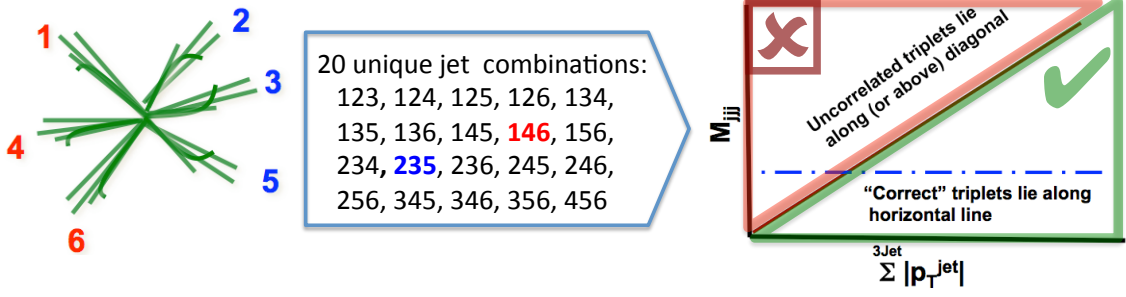 1
2
3
4
5
6
20 unique jet combinations:
123, 124, 125, 126, 134,
135, 136, 145, 146, 156,
234, 235, 236, 245, 246,
256, 345, 346, 356, 456
Uncorrelated triplets lie
along (or above) diagonal
Mjjj
“Correct” triplets lie along
horizontal line
3Jet
Σ |pT^jet|